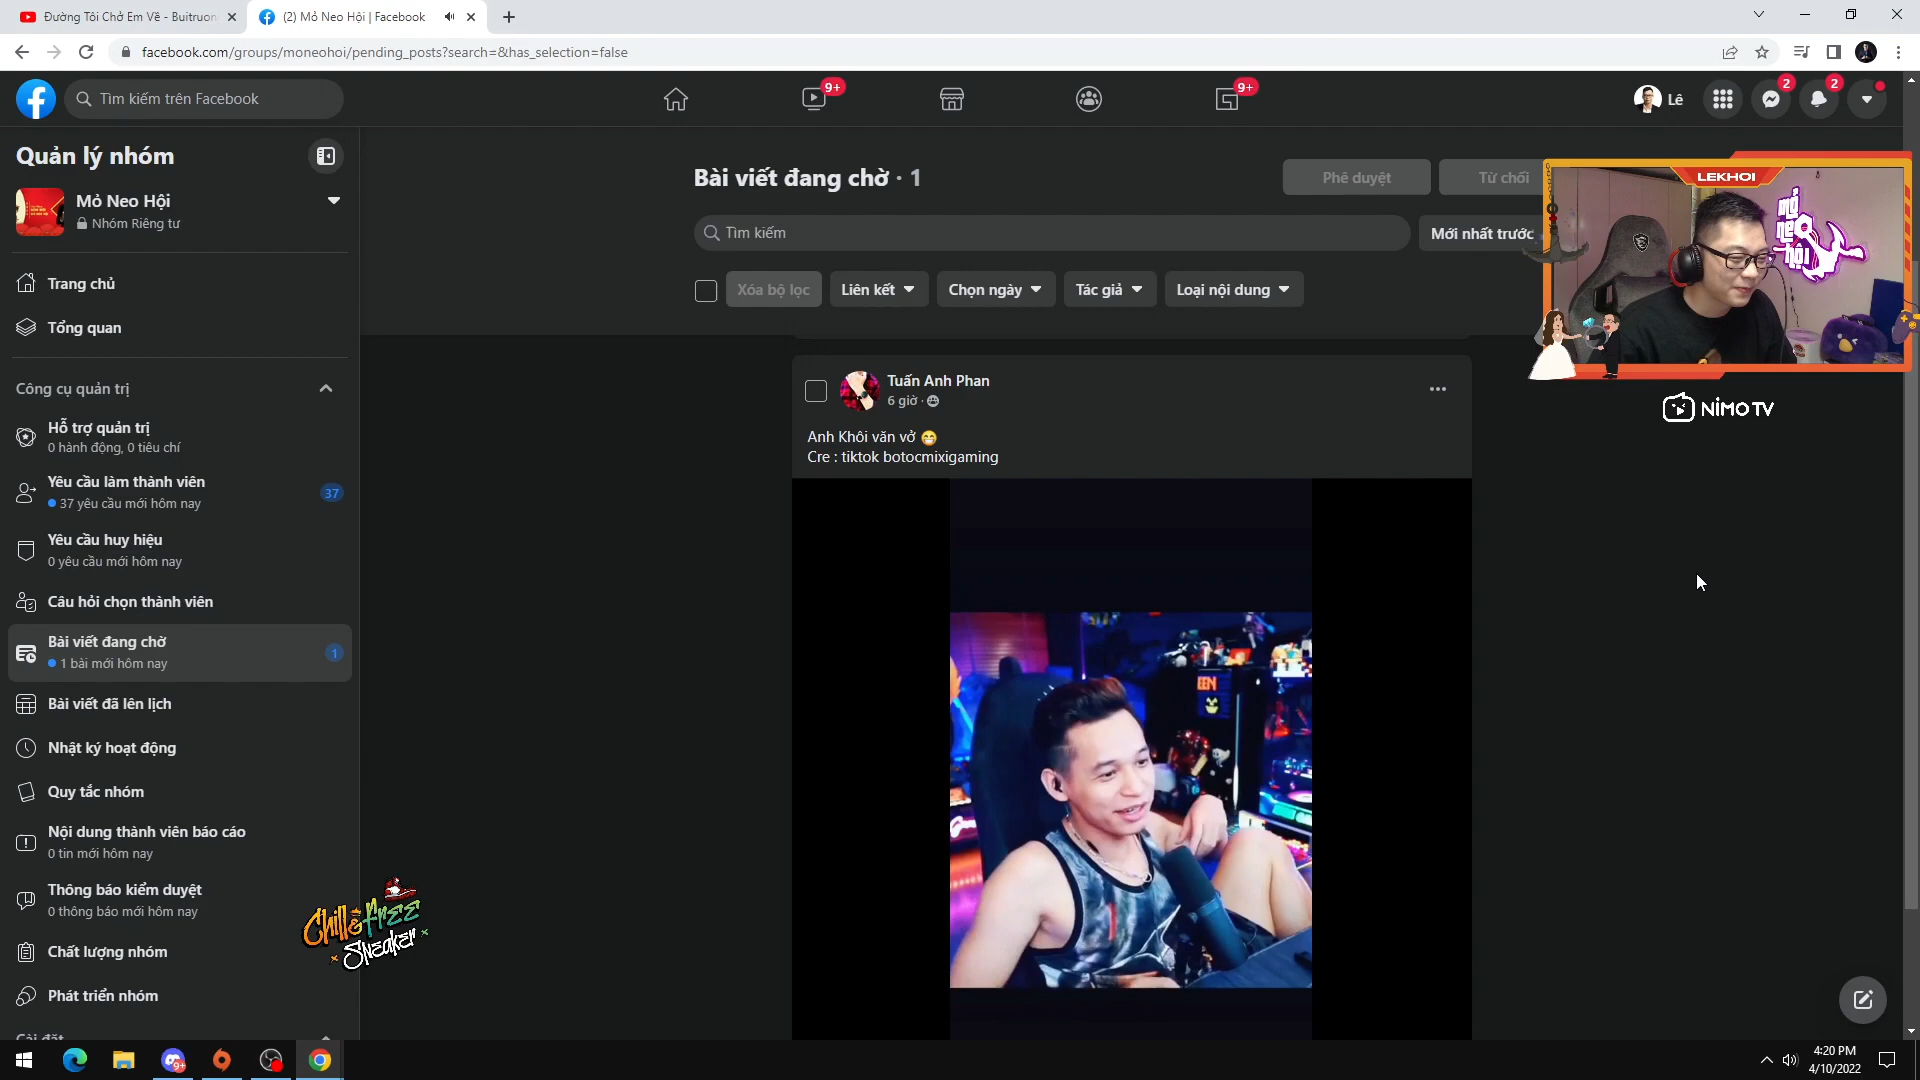 Đường Tôi Chở Em Về - Buitruon
(2) Mỏ Neo Hội | Facebook
facebook.com/groups/moneohoi/pending_posts?search=&has_selection=false
Tìm kiếm trên Facebook
9+
9+
Lê
2
2
Quản lý nhóm
Mỏ Neo Hội
Nhóm Riêng tư
Trang chủ
Tổng quan
Công cụ quản trị
Hỗ trợ quản trị
0 hành động, 0 tiêu chí
Yêu cầu làm thành viên
37 yêu cầu mới hôm nay
37
Yêu cầu huy hiệu
0 yêu cầu mới hôm nay
Câu hỏi chọn thành viên
Bài viết đang chờ
1 bài mới hôm nay
1
Bài viết đã lên lịch
Nhật ký hoạt động
Quy tắc nhóm
Nội dung thành viên báo cáo
0 tin mới hôm nay
Thông báo kiểm duyệt
0 thông báo mới hôm nay
Chất lượng nhóm
Phát triển nhóm
Cài đặt
Chill & Free
Sneaker
Bài viết đang chờ · 1
Phê duyệt
Từ chối
Tìm kiếm
Mới nhất trước
Xóa bộ lọc
Liên kết
Chọn ngày
Tác giả
Loại nội dung
Tuấn Anh Phan
6 giờ ·
Anh Khôi văn vở 😁
Cre : tiktok botocmixigaming
LEKHOI
mỏ
neo
hội
NIMO TV
9+
4:20 PM
4/10/2022